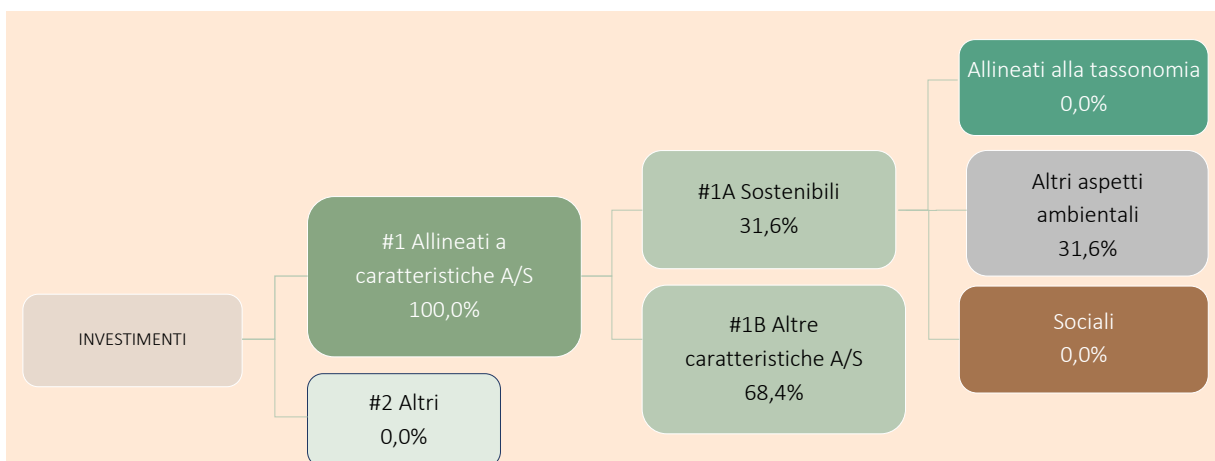 INVESTIMENTI
#1 Allineati a
caratteristiche A/S
100,0%
#2 Altri
0,0%
#1A Sostenibili
31,6%
#1B Altre
caratteristiche A/S
68,4%
Allineati alla tassonomia
0,0%
Altri aspetti
ambientali
31,6%
Sociali
0,0%